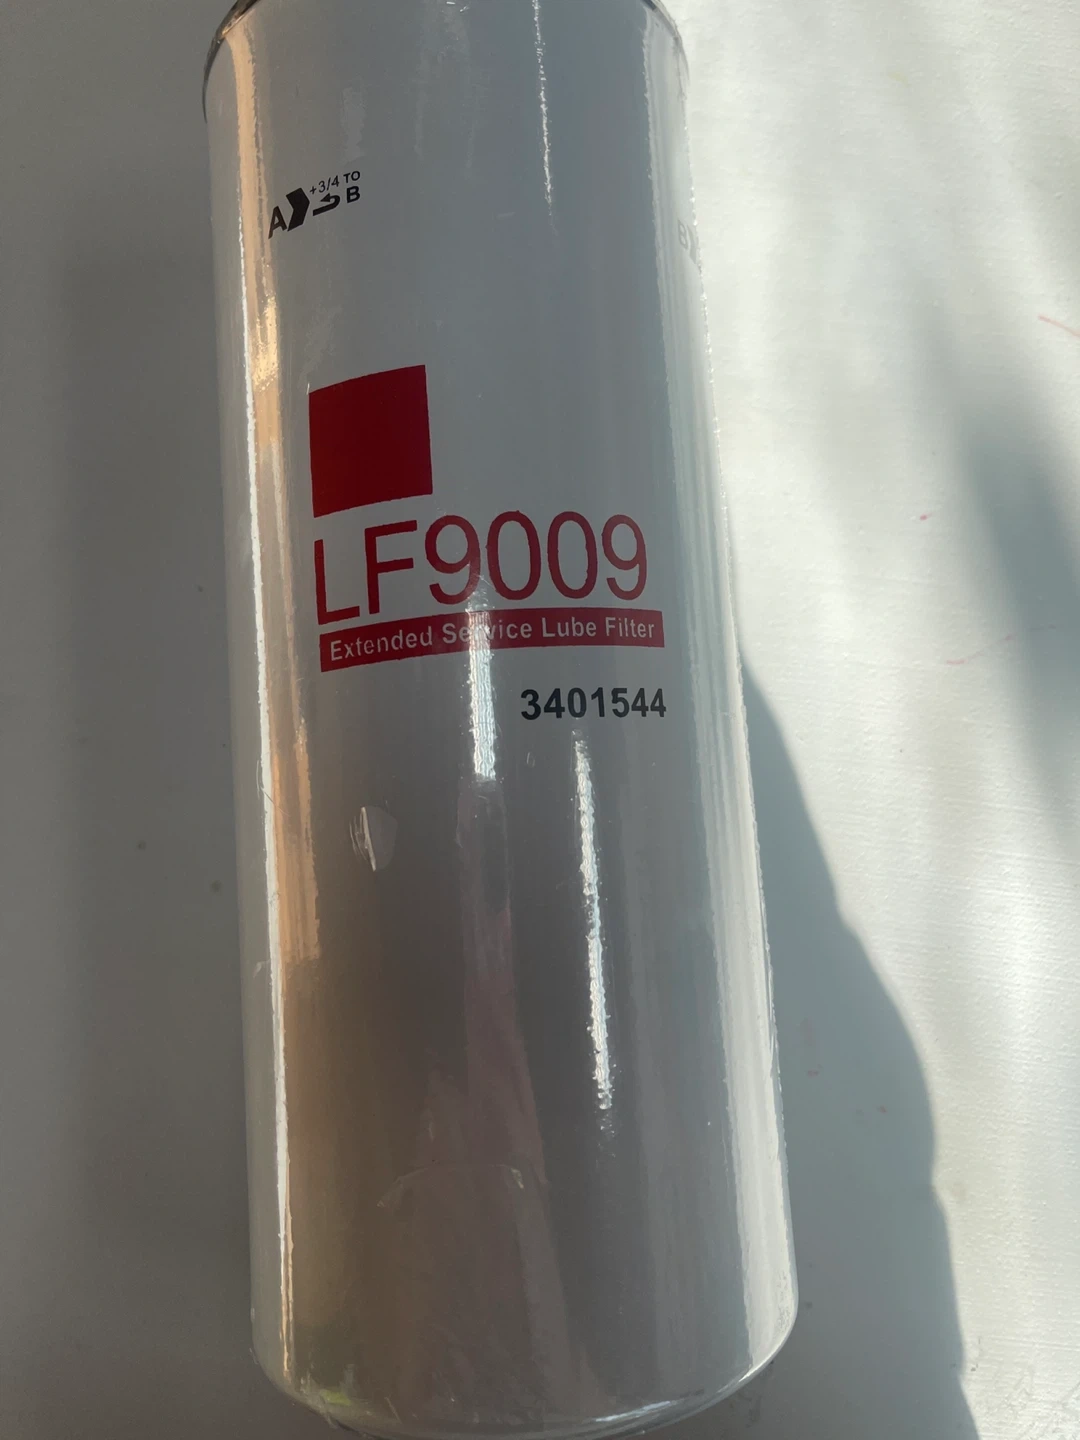 +3/4 TO
A B
B
LF9009
Extended Service Lube Filter
3401544